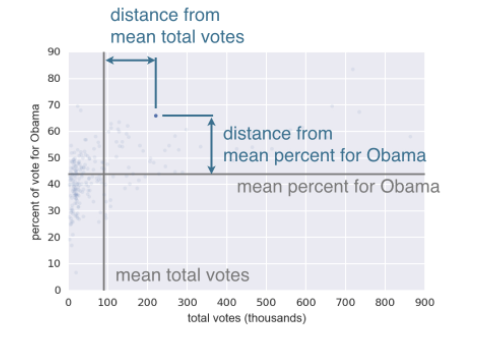 distance from
mean total votes
90
80
70
60
50
40
30
20
10
0
percent of vote for Obama
distance from
mean percent for Obama
mean percent for Obama
mean total votes
0 100 200 300 400 500 600 700 800 900
total votes (thousands)